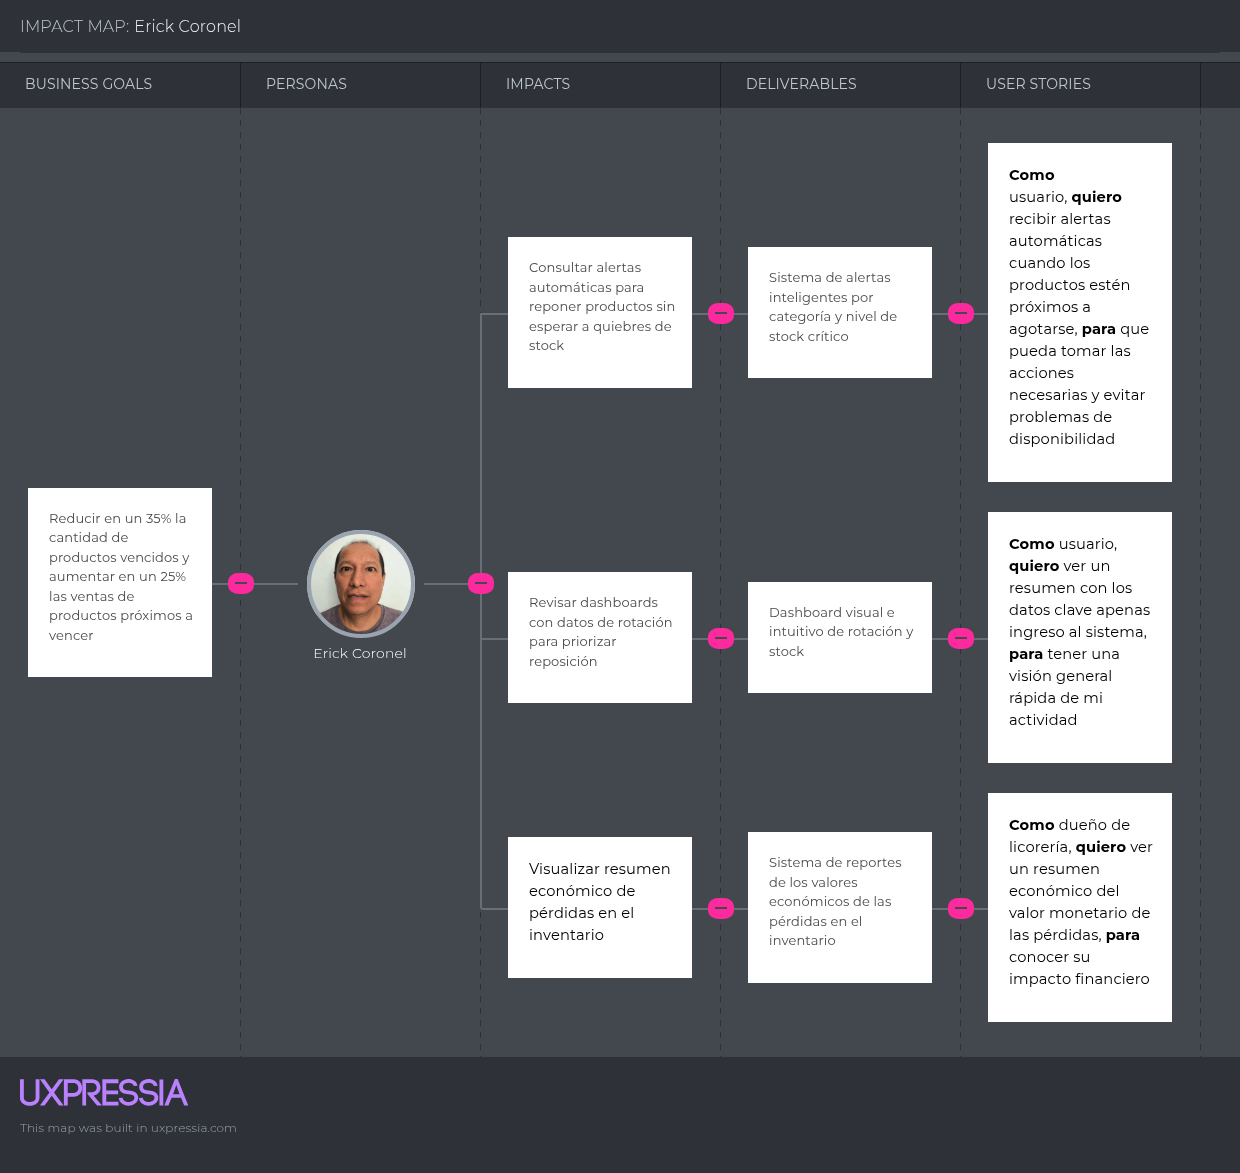 IMPACT MAP: Erick Coronel
BUSINESS GOALS
PERSONAS
IMPACTS
DELIVERABLES
USER STORIES
Reducir en un 35% la
cantidad de
productos vencidos y
aumentar en un 25%
las ventas de
productos próximos a
vencer
Erick Coronel
Consultar alertas
automáticas para
reponer productos sin
esperar a quiebres de
stock
Sistema de alertas
inteligentes por
categoría y nivel de
stock crítico
Como
usuario, quiero
recibir alertas
automáticas
cuando los
productos estén
próximos a
agotarse, para que
pueda tomar las
acciones
necesarias y evitar
problemas de
disponibilidad
Revisar dashboards
con datos de rotación
para priorizar
reposición
Dashboard visual e
intuitivo de rotación y
stock
Como usuario,
quiero ver un
resumen con los
datos clave apenas
ingreso al sistema,
para tener una
visión general
rápida de mi
actividad
Visualizar resumen
económico de
pérdidas en el
inventario
Sistema de reportes
de los valores
económicos de las
pérdidas en el
inventario
Como dueño de
licorería, quiero ver
un resumen
económico del
valor monetario de
las pérdidas, para
conocer su
impacto financiero
UXPRESSIA
This map was built in uxpressia.com